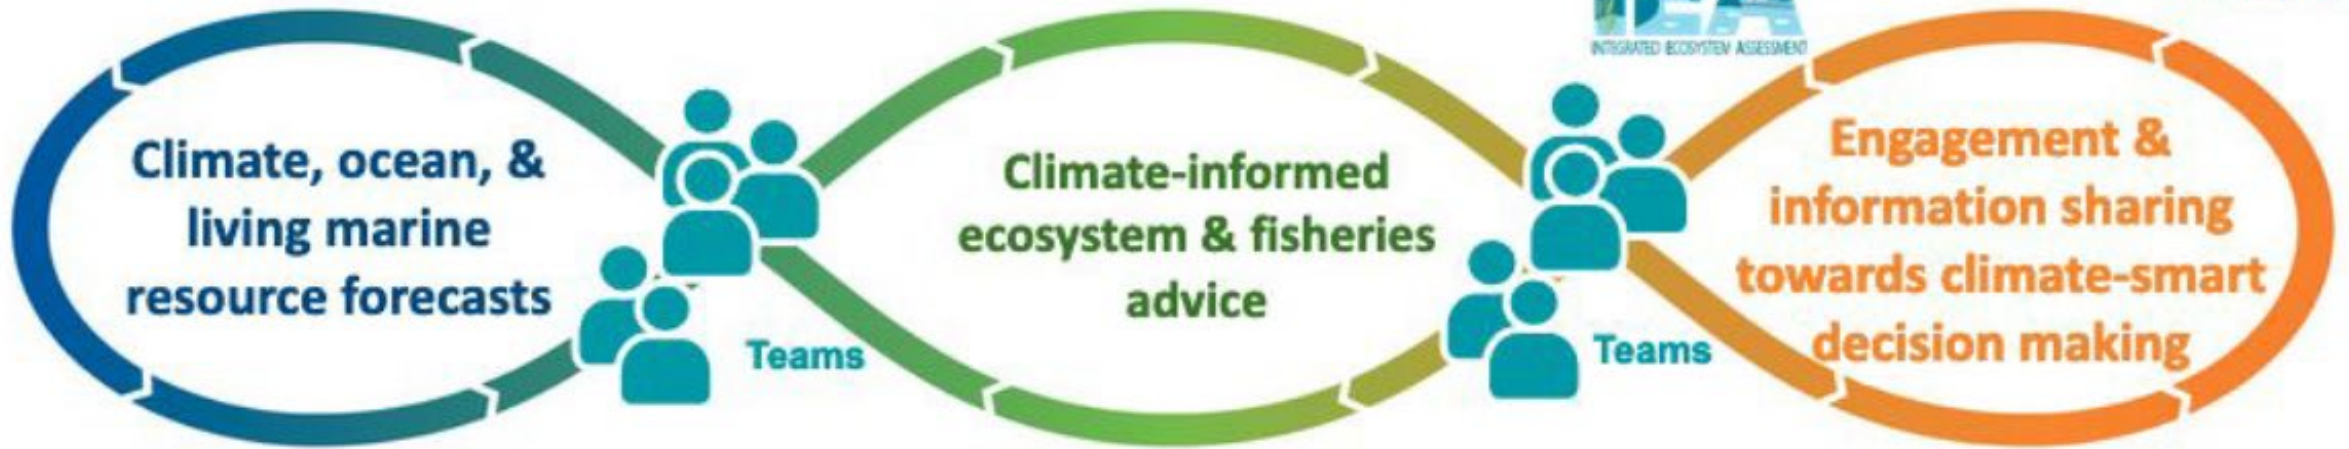 IEA
INTEGRATED ECOSYSTEM ASSESSMENT
Climate, ocean, &
living marine
resource forecasts
Teams
Climate-informed
ecosystem & fisheries
advice
Teams
Engagement &
information sharing
towards climate-smart
decision making